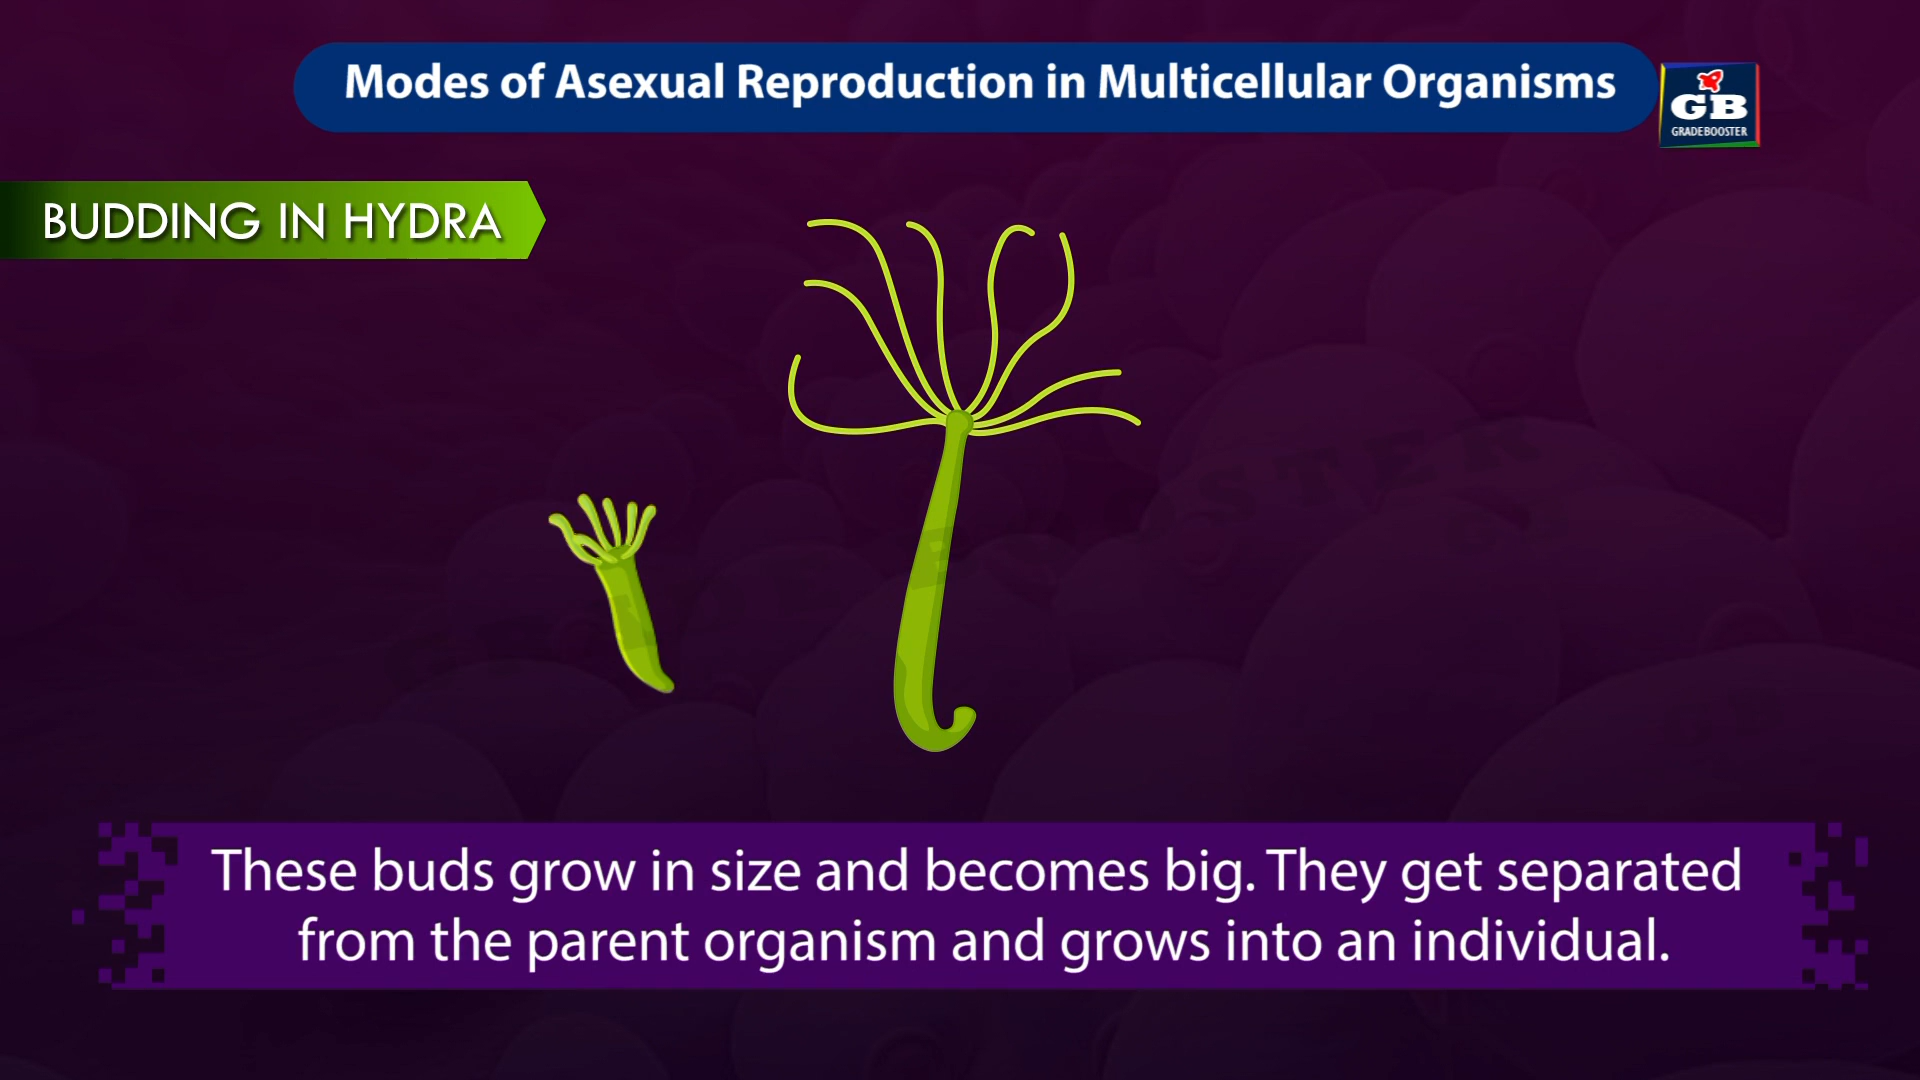 Modes of Asexual Reproduction in Multicellular Organisms
GB
GRADEBOOSTER
BUDDING IN HYDRA
These buds grow in size and becomes big. They get separated
from the parent organism and grows into an individual.